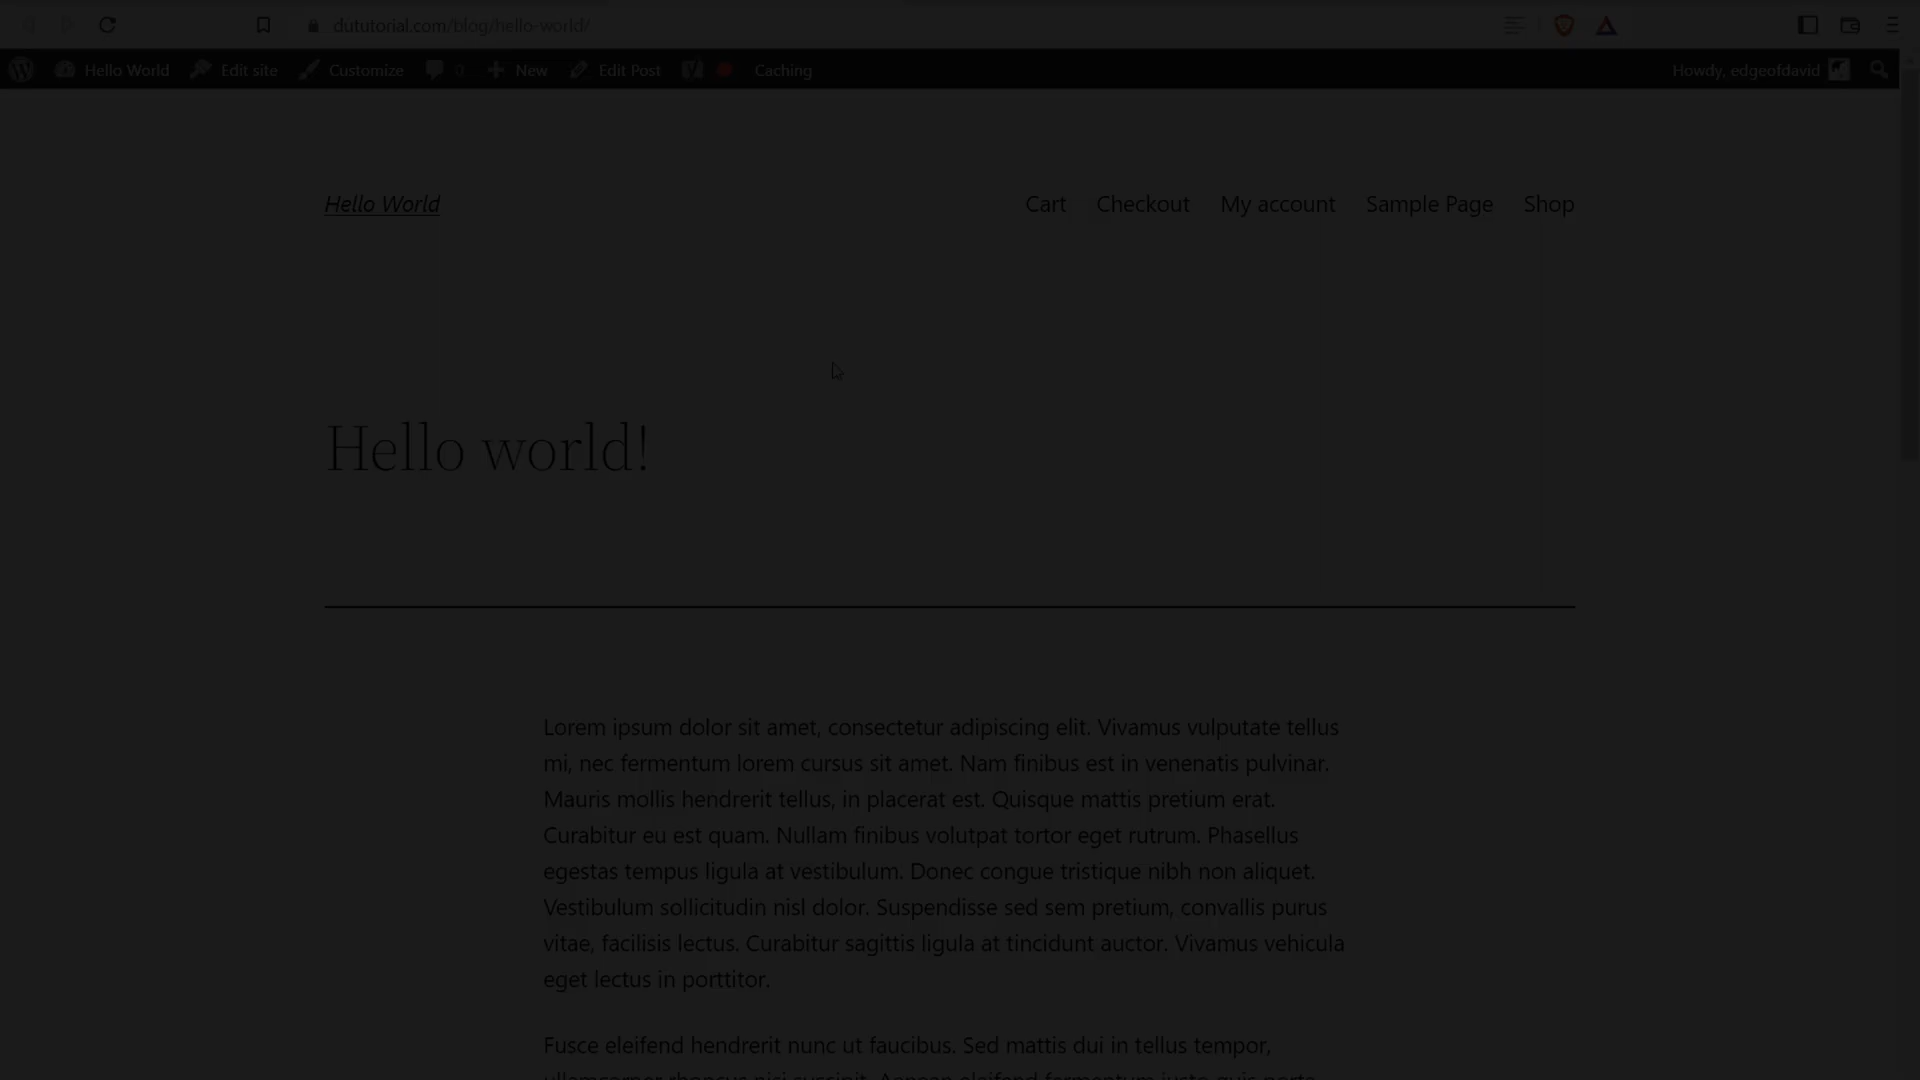 dututorial.com/blog/hello-world/
Hello World Edit site Customize 0 New Edit Post Caching Howdy, edgeofdavid
Hello World Cart Checkout My account Sample Page Shop
Hello world!
Lorem ipsum dolor sit amet, consectetur adipiscing elit. Vivamus vulputate tellus
mi, nec fermentum lorem cursus sit amet. Nam finibus est in venenatis pulvinar.
Mauris mollis hendrerit tellus, in placerat est. Quisque mattis pretium erat.
Curabitur eu est quam. Nullam finibus volutpat tortor eget rutrum. Phasellus
egestas tempus ligula at vestibulum. Donec congue tristique nibh non aliquet.
Vestibulum sollicitudin nisl dolor. Suspendisse sed sem pretium, convallis purus
vitae, facilisis lectus. Curabitur sagittis ligula at tincidunt auctor. Vivamus vehicula
eget lectus in porttitor.
Fusce eleifend hendrerit nunc ut faucibus. Sed mattis dui in tellus tempor,